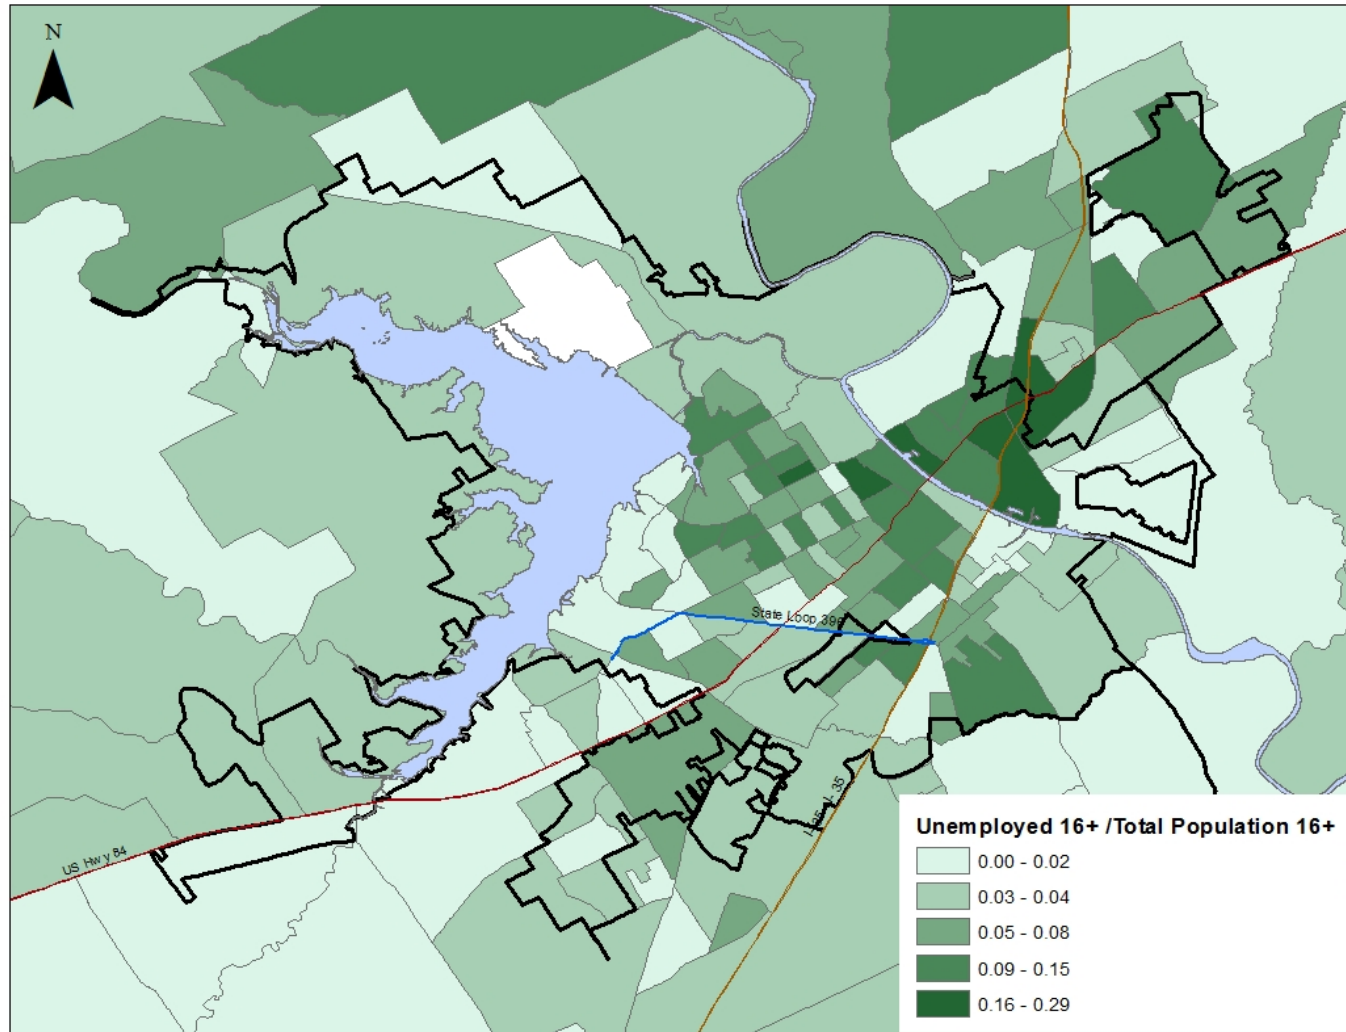 N
State Loop 396
I-35
US Hwy 84
Unemployed 16+ /Total Population 16+
0.00 - 0.02
0.03 - 0.04
0.05 - 0.08
0.09 - 0.15
0.16 - 0.29